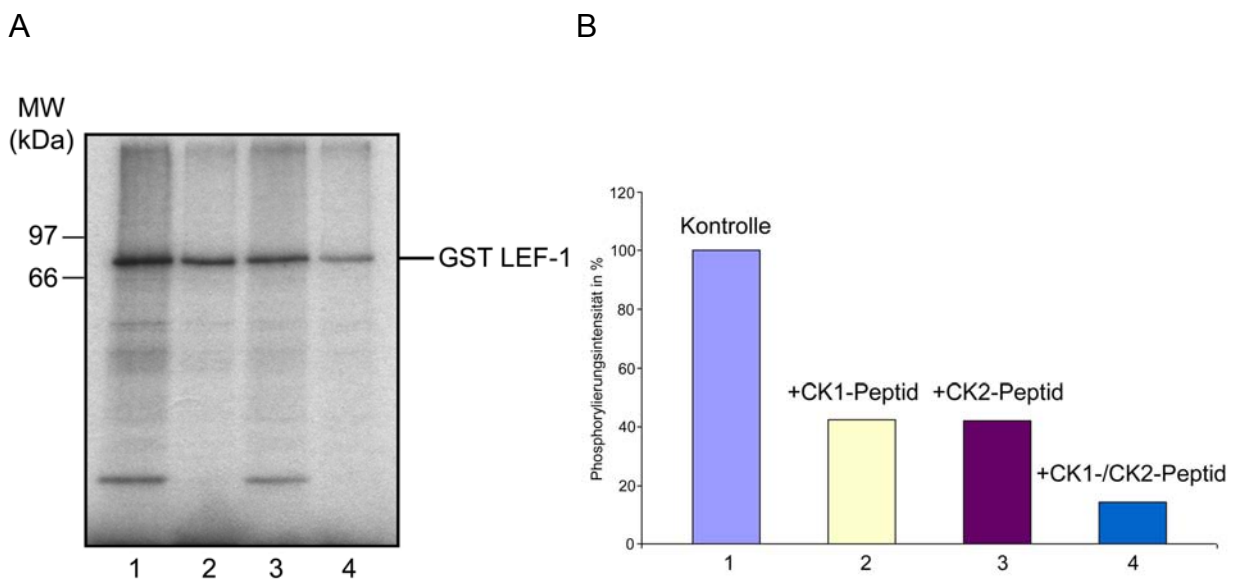 A
B
MW
(kDa)
97
66
GST LEF-1
1 2 3 4
Phosphorylierungsintensität in %
120
100
80
60
40
20
0
Kontrolle
+CK1-Peptid +CK2-Peptid
+CK1-/CK2-Peptid
1 2 3 4